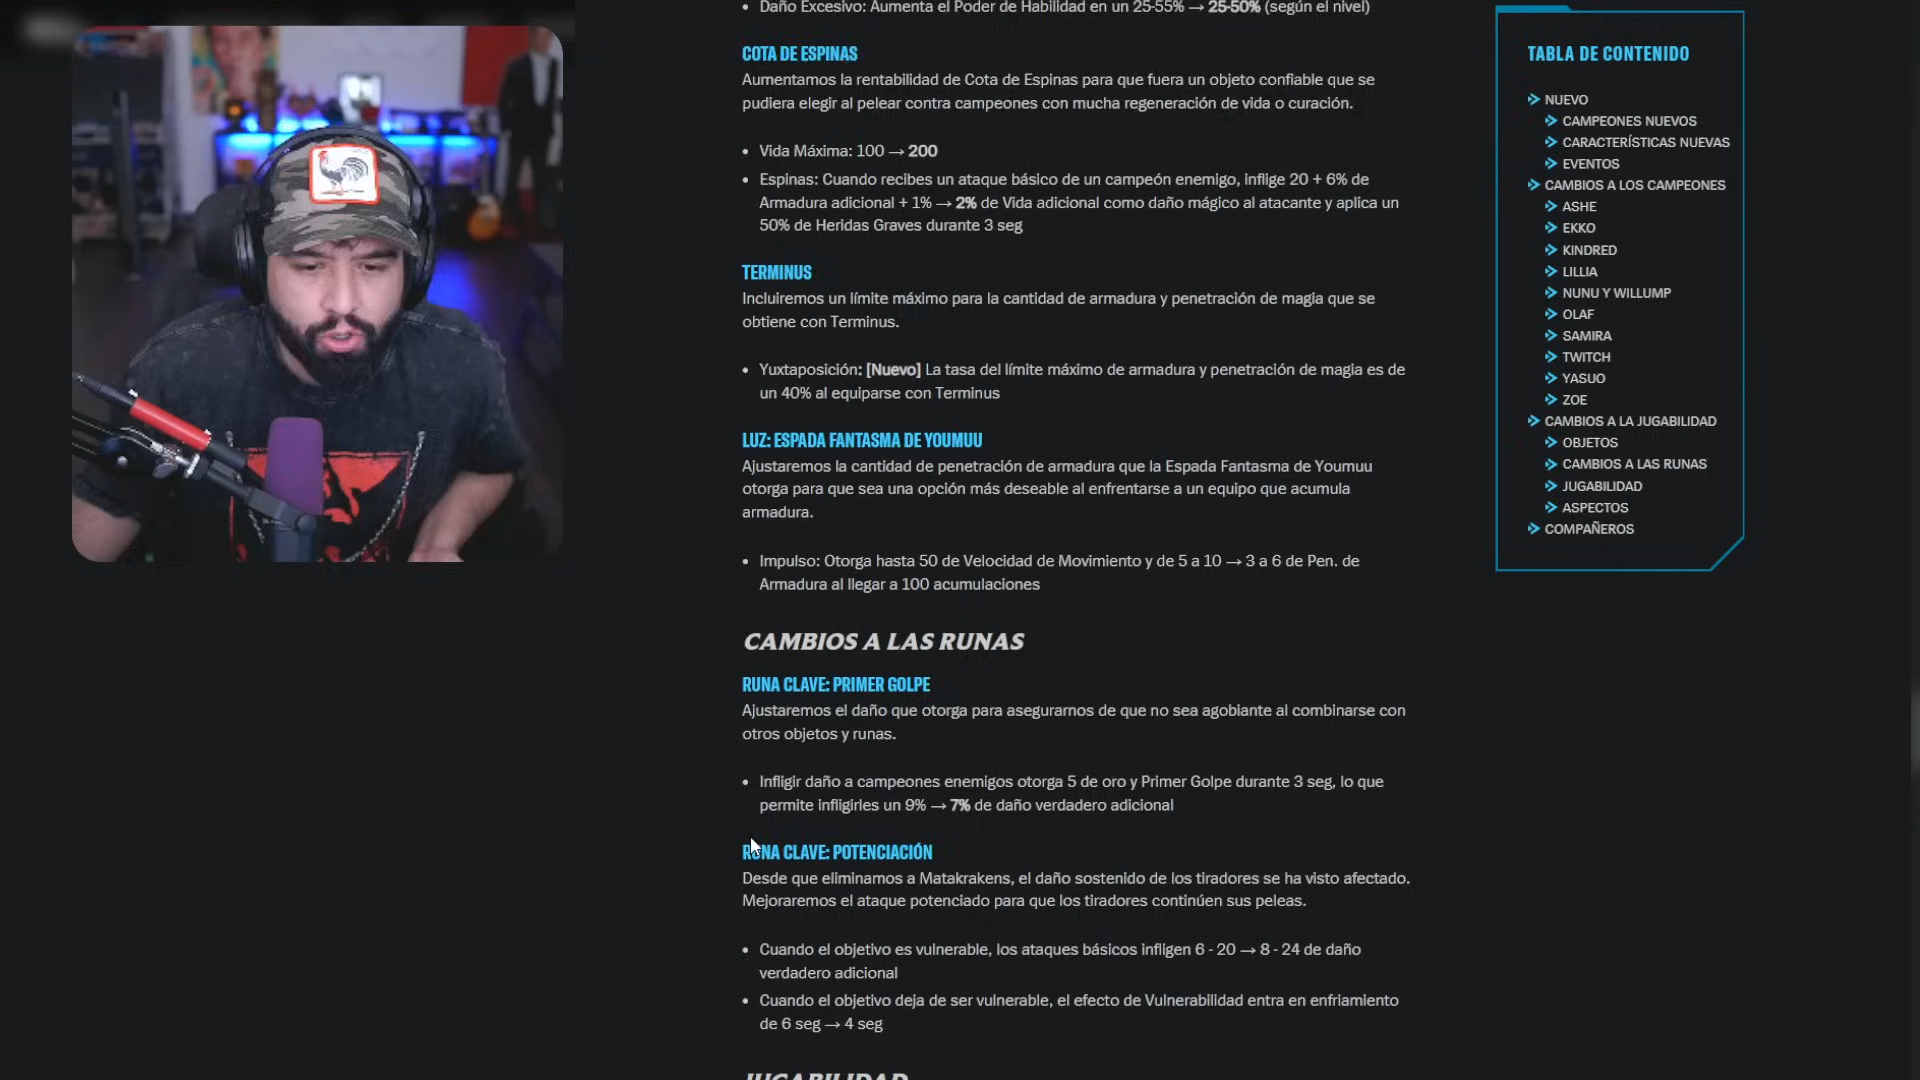 • Daño Excesivo: Aumenta el Poder de Habilidad en un 25-55% → 25-50% (según el nivel)
COTA DE ESPINAS
Aumentamos la rentabilidad de Cota de Espinas para que fuera un objeto confiable que se
pudiera elegir al pelear contra campeones con mucha regeneración de vida o curación.
• Vida Máxima: 100 → 200
• Espinas: Cuando recibes un ataque básico de un campeón enemigo, inflige 20 + 6% de
Armadura adicional + 1% → 2% de Vida adicional como daño mágico al atacante y aplica un
50% de Heridas Graves durante 3 seg
TERMINUS
Incluiremos un límite máximo para la cantidad de armadura y penetración de magia que se
obtiene con Terminus.
• Yuxtaposición: [Nuevo] La tasa del límite máximo de armadura y penetración de magia es de
un 40% al equiparse con Terminus
LUZ: ESPADA FANTASMA DE YOUMUU
Ajustaremos la cantidad de penetración de armadura que la Espada Fantasma de Youmuu
otorga para que sea una opción más deseable al enfrentarse a un equipo que acumula
armadura.
• Impulso: Otorga hasta 50 de Velocidad de Movimiento y de 5 a 10 → 3 a 6 de Pen. de
Armadura al llegar a 100 acumulaciones
CAMBIOS A LAS RUNAS
RUNA CLAVE: PRIMER GOLPE
Ajustaremos el daño que otorga para asegurarnos de que no sea agobiante al combinarse con
otros objetos y runas.
• Infligir daño a campeones enemigos otorga 5 de oro y Primer Golpe durante 3 seg, lo que
permite infligirles un 9% → 7% de daño verdadero adicional
RUNA CLAVE: POTENCIACIÓN
Desde que eliminamos a Matakrakens, el daño sostenido de los tiradores se ha visto afectado.
Mejoraremos el ataque potenciado para que los tiradores continúen sus peleas.
• Cuando el objetivo es vulnerable, los ataques básicos infligen 6 - 20 → 8 - 24 de daño
verdadero adicional
• Cuando el objetivo deja de ser vulnerable, el efecto de Vulnerabilidad entra en enfriamiento
de 6 seg → 4 seg
JUGABILIDAD
TABLA DE CONTENIDO
NUEVO
CAMPEONES NUEVOS
CARACTERÍSTICAS NUEVAS
EVENTOS
CAMBIOS A LOS CAMPEONES
ASHE
EKKO
KINDRED
LILLIA
NUNU Y WILLUMP
OLAF
SAMIRA
TWITCH
YASUO
ZOE
CAMBIOS A LA JUGABILIDAD
OBJETOS
CAMBIOS A LAS RUNAS
JUGABILIDAD
ASPECTOS
COMPAÑEROS